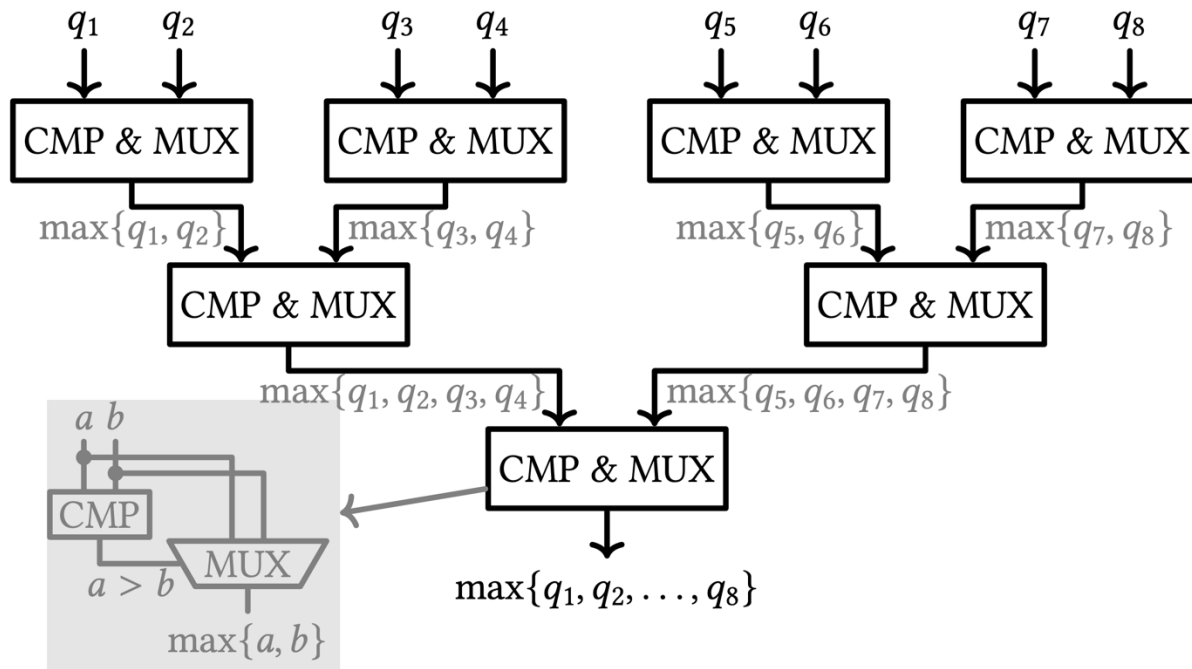 q₁ q₂ q₃ q₄ q₅ q₆ q₇ q₈
CMP & MUX CMP & MUX CMP & MUX CMP & MUX
max{q₁, q₂} max{q₃, q₄} max{q₅, q₆} max{q₇, q₈}
CMP & MUX CMP & MUX
max{q₁, q₂, q₃, q₄} max{q₅, q₆, q₇, q₈}
CMP & MUX
max{q₁, q₂, . . . , q₈}
a b
CMP
MUX
a > b
max{a, b}